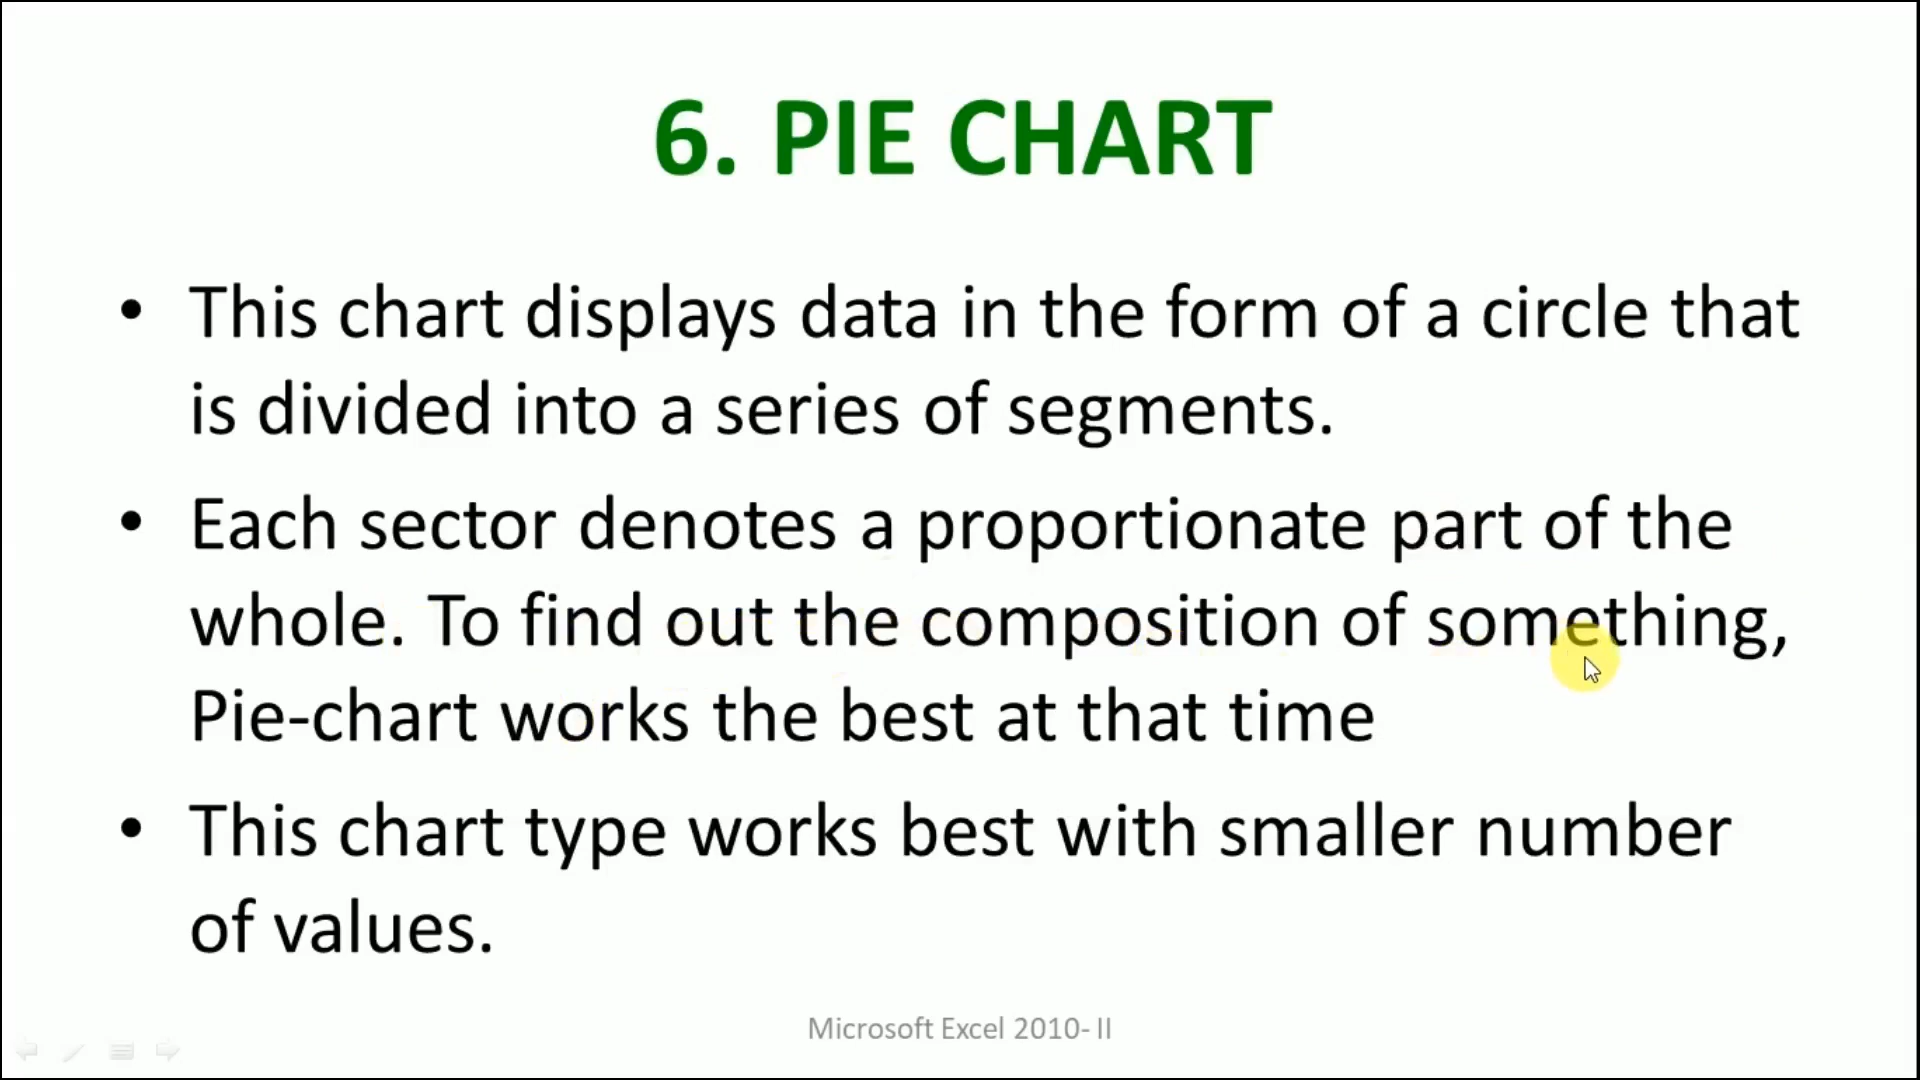 6. PIE CHART
• This chart displays data in the form of a circle that
is divided into a series of segments.
• Each sector denotes a proportionate part of the
whole. To find out the composition of something,
Pie-chart works the best at that time
• This chart type works best with smaller number
of values.
Microsoft Excel 2010- II